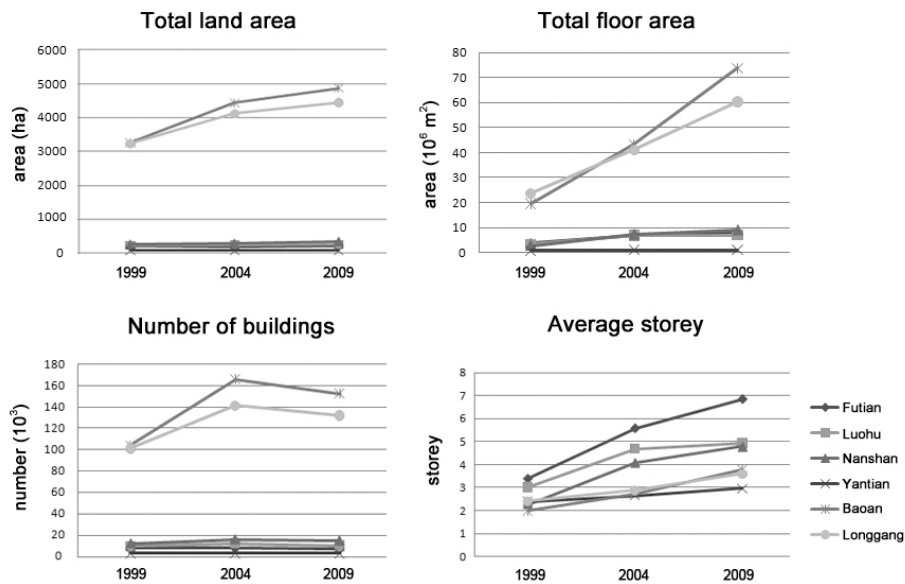 Total land area
area (ha)
6000
5000
4000
3000
2000
1000
0
1999 2004 2009
Total floor area
area (10⁶ m²)
80
70
60
50
40
30
20
10
0
1999 2004 2009
Number of buildings
number (10³)
180
160
140
120
100
80
60
40
20
0
1999 2004 2009
Average storey
storey
8
7
6
5
4
3
2
1
0
1999 2004 2009
Futian
Luohu
Nanshan
Yantian
Baoan
Longgang